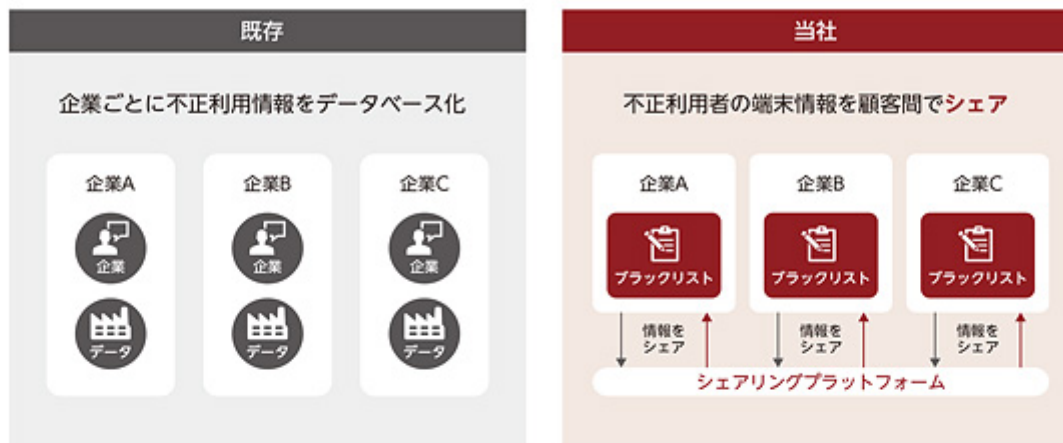 既存
企業ごとに不正利用情報をデータベース化
企業A
企業B
企業C
企業
企業
企業
データ
データ
データ
当社
不正利用者の端末情報を顧客間でシェア
企業A
企業B
企業C
ブラックリスト
ブラックリスト
ブラックリスト
情報を
シェア
情報を
シェア
情報を
シェア
シェアリングプラットフォーム